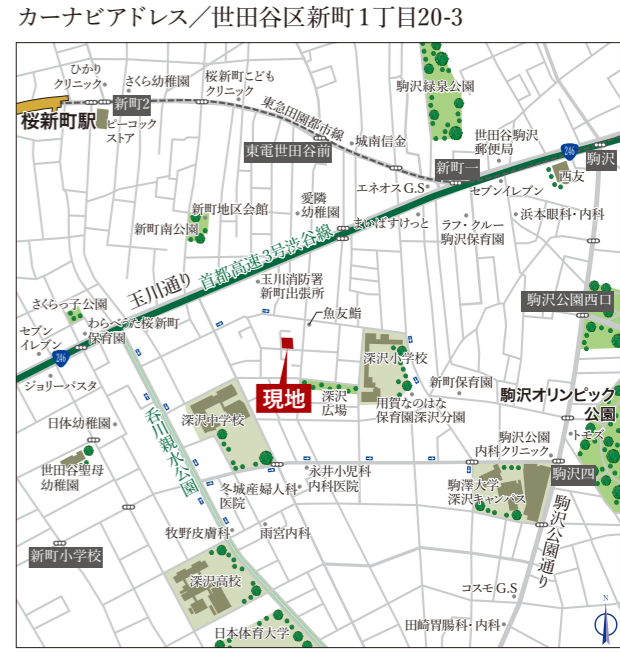 カーナビアドレス／世田谷区新町1丁目20-3
ひかり
クリニック
さくら幼稚園
桜新町こども
クリニック
駒沢緑泉公園
新町2
桜新町駅
ピーコック
ストア
東急田園都市線
東電世田谷前
城南信金
世田谷駒沢
郵便局
246
駒沢
新町一
西友
エネオスG.S
セブンイレブン
新町地区会館
愛隣
幼稚園
まいばすけっと
ラフ・クルー
駒沢保育園
浜本眼科・内科
新町南公園
玉川通り
首都高速3号渋谷線
玉川消防署
新町出張所
駒沢公園西口
さくらっ子公園
わらべうた桜新町
保育園
魚友鮨
セブン
イレブン
246
深沢小学校
ジョリーパスタ
現地
深沢
広場
新町保育園
用賀なのはな
保育園深沢分園
駒沢オリンピック
公園
日体幼稚園
深沢中学校
呑川親水公園
駒沢公園
内科クリニック
トモズ
世田谷聖母
幼稚園
冬城産婦人科
医院
永井小児科
内科医院
駒澤大学
深沢キャンパス
駒沢四
駒沢公園通り
牧野皮膚科
雨宮内科
新町小学校
深沢高校
コスモG.S
田崎胃腸科・内科
日本体育大学
N